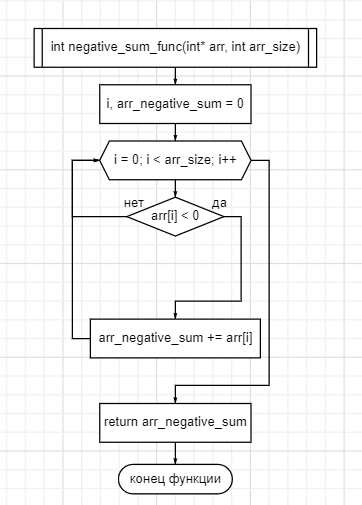 int negative_sum_func(int* arr, int arr_size)
i, arr_negative_sum = 0
i = 0; i < arr_size; i++
нет
да
arr[i] < 0
arr_negative_sum += arr[i]
return arr_negative_sum
конец функции